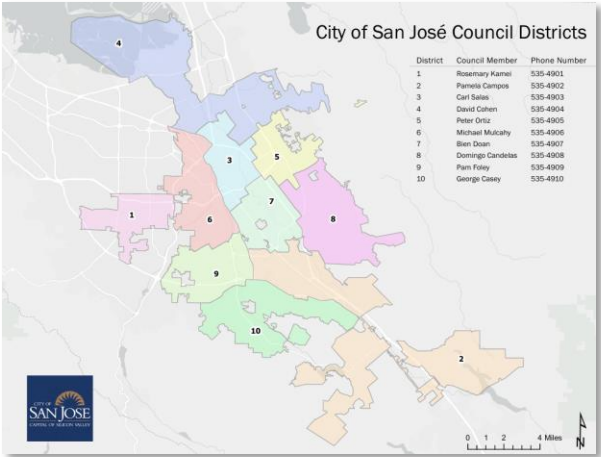 City of San José Council Districts
District Council Member Phone Number
1 Rosemary Kamei 535-4901
2 Pamela Campos 535-4902
3 Carl Salas 535-4903
4 David Cohen 535-4904
5 Peter Ortiz 535-4905
6 Michael Mulcahy 535-4906
7 Bien Doan 535-4907
8 Domingo Candelas 535-4908
9 Pam Foley 535-4909
10 George Casey 535-4910
4
3
5
1
6
7
8
9
10
2
CITY OF
SAN JOSE
CAPITAL OF SILICON VALLEY
0 1 2 4 Miles
N